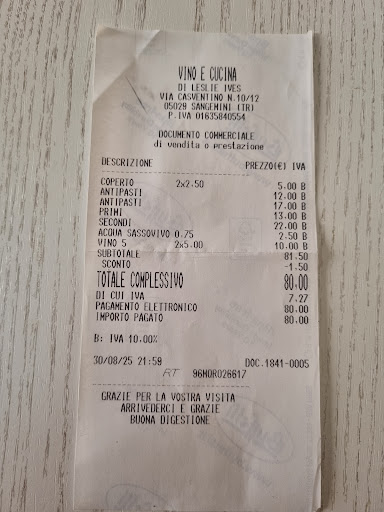 VINO E CUCINA
DI LESLIE IVES
VIA CASVENTINO N.10/12
05029 SANGEMINI (TR)
P.IVA 01635840554
DOCUMENTO COMMERCIALE
di vendita o prestazione
DESCRIZIONE PREZZO(€) IVA
COPERTO 2x2.50 5.00 B
ANTIPASTI 12.00 B
ANTIPASTI 17.00 B
PRIMI 13.00 B
SECONDI 22.00 B
ACQUA SASSOVIVO 0.75 2.50 B
VINO 5 2x5.00 10.00 B
SUBTOTALE 81.50
SCONTO -1.50
TOTALE COMPLESSIVO 80,00
DI CUI IVA 7.27
PAGAMENTO ELETTRONICO 80.00
IMPORTO PAGATO 80.00
B: IVA 10.00%
30/08/25 21:59 DOC.1841-0005
RT 96NOR026617
GRAZIE PER LA VOSTRA VISITA
ARRIVEDERCI E GRAZIE
BUONA DIGESTIONE